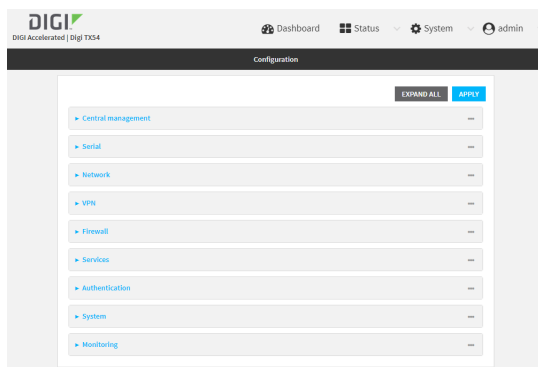 DIGI
DIGI Accelerated | Digi TX54
Dashboard
Status
System
admin
Configuration
EXPAND ALL
APPLY
Central management
Serial
Network
VPN
Firewall
Services
Authentication
System
Monitoring